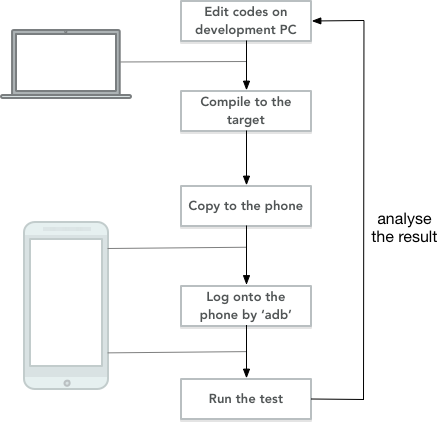 Edit codes on
development PC
Compile to the
target
Copy to the phone
analyse
the result
Log onto the
phone by ‘adb’
Run the test